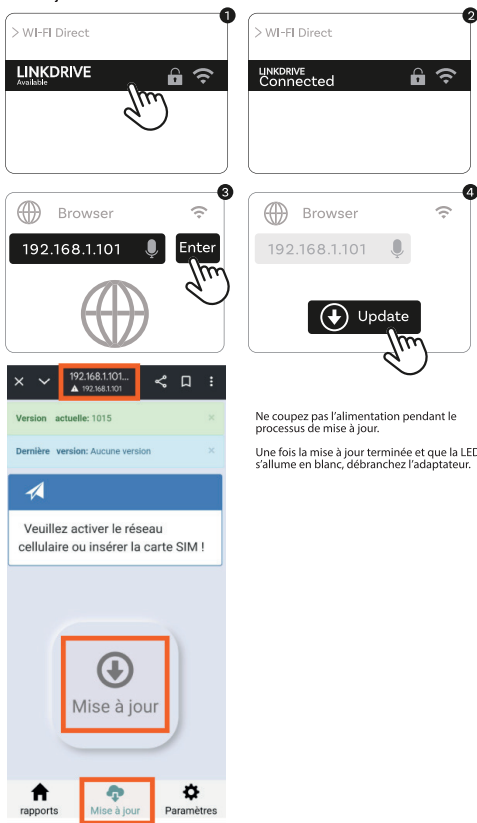 1
> WI-FI Direct
LINKDRIVE
Available
2
> WI-FI Direct
LINKDRIVE
Connected
3
Browser
192.168.1.101
Enter
4
Browser
192.168.1.101
Update
192.168.1.101...
192.168.1.101
Version actuelle: 1015
Dernière version: Aucune version
Veuillez activer le réseau
cellulaire ou insérer la carte SIM !
Mise à jour
rapports
Mise à jour
Paramètres
Ne coupez pas l'alimentation pendant le
processus de mise à jour.
Une fois la mise à jour terminée et que la LED
s'allume en blanc, débranchez l'adaptateur.